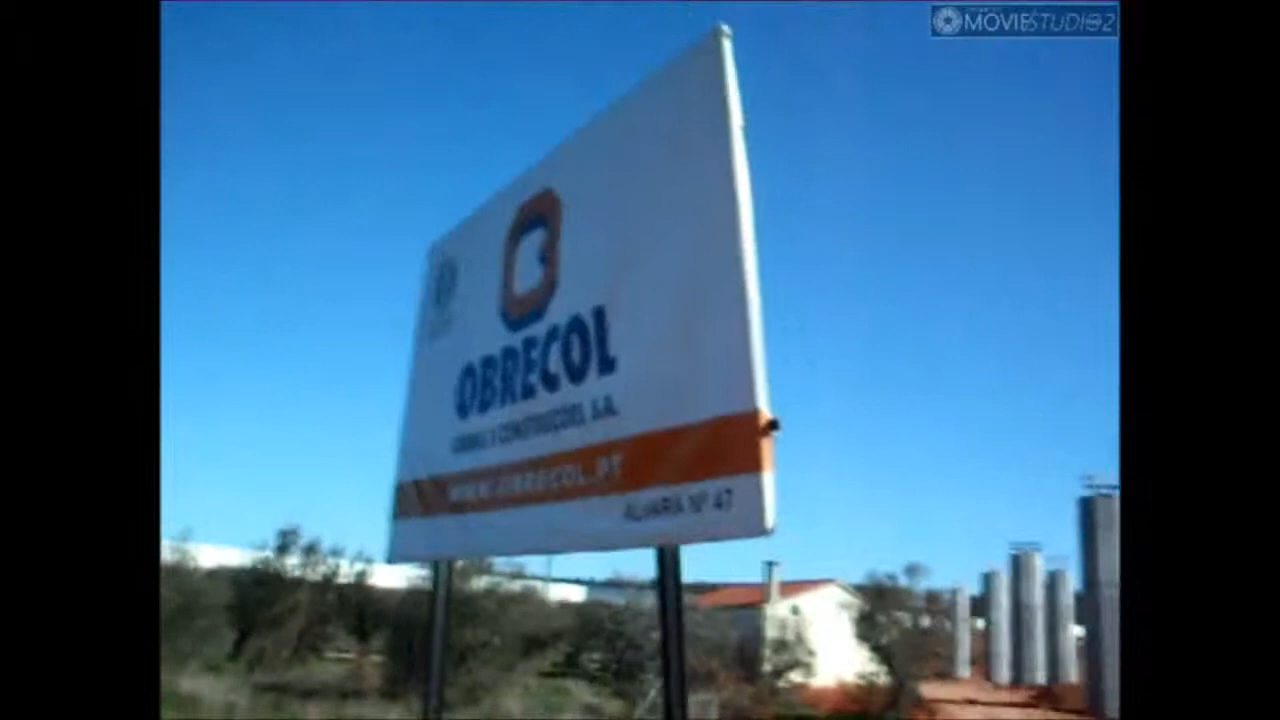 MOVIESTUDIO
OBRECOL
OBRAS E CONSTRUÇÕES, S.A.
WWW.OBRECOL.PT
ALVARÁ Nº 47